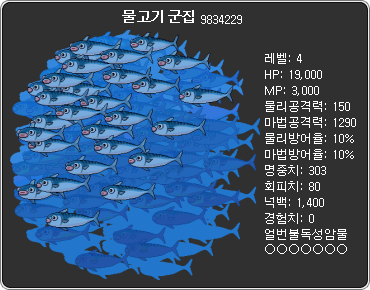 물고기 군집 9834229
레벨: 4
HP: 19,000
MP: 3,000
물리공격력: 150
마법공격력: 1290
물리방어율: 10%
마법방어율: 10%
명중치: 303
회피치: 80
넉백: 1,400
경험치: 0
열번불독성암물
○○○○○○○